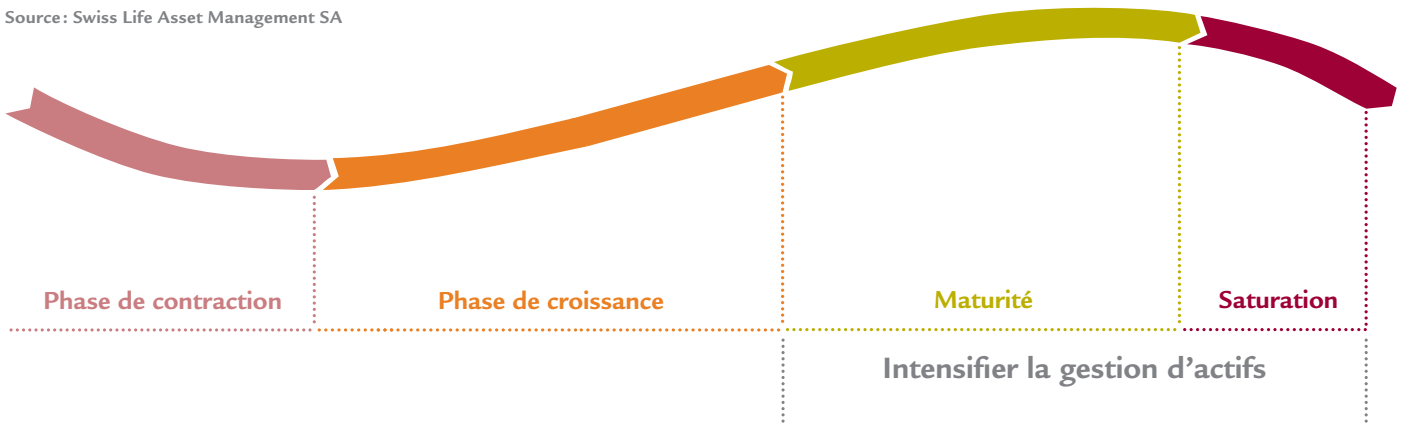 Source : Swiss Life Asset Management SA
Phase de contraction
Phase de croissance
Maturité
Saturation
Intensifier la gestion d’actifs